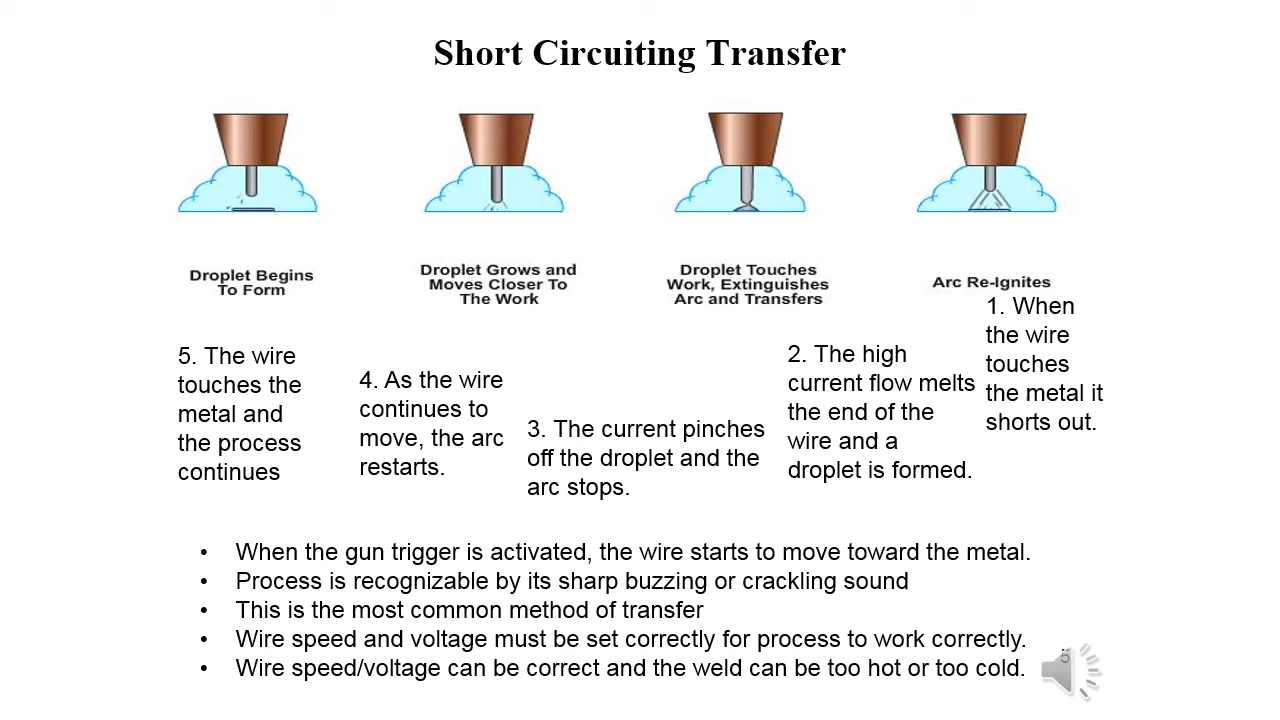 Short Circuiting Transfer
Droplet Begins
To Form
Droplet Grows and
Moves Closer To
The Work
Droplet Touches
Work, Extinguishes
Arc and Transfers
Arc Re-Ignites
1. When
the wire
touches
the metal it
shorts out.
2. The high
current flow melts
the end of the
wire and a
droplet is formed.
3. The current pinches
off the droplet and the
arc stops.
4. As the wire
continues to
move, the arc
restarts.
5. The wire
touches the
metal and
the process
continues
• When the gun trigger is activated, the wire starts to move toward the metal.
• Process is recognizable by its sharp buzzing or crackling sound
• This is the most common method of transfer
• Wire speed and voltage must be set correctly for process to work correctly.
• Wire speed/voltage can be correct and the weld can be too hot or too cold.